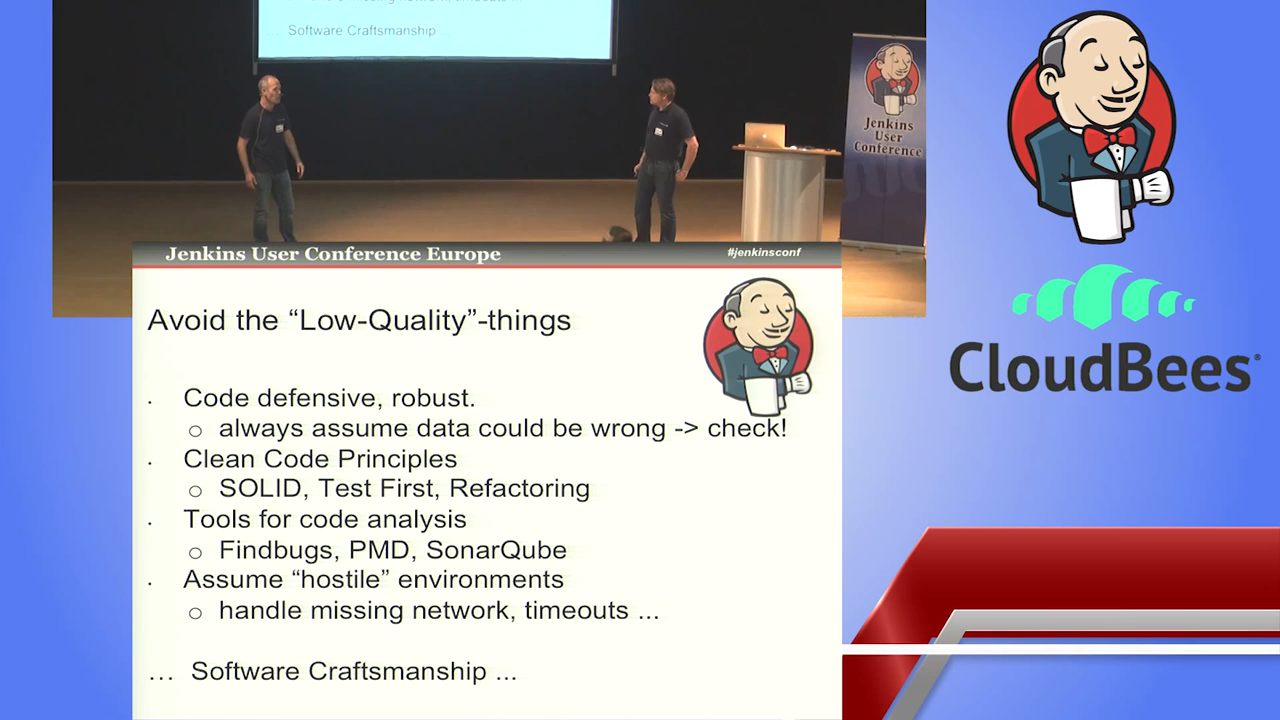 Software Craftsmanship ...
Jenkins
User
Conference
Jenkins User Conference Europe
#jenkinsconf
Avoid the “Low-Quality”-things
· Code defensive, robust.
o always assume data could be wrong -> check!
· Clean Code Principles
o SOLID, Test First, Refactoring
· Tools for code analysis
o Findbugs, PMD, SonarQube
· Assume “hostile” environments
o handle missing network, timeouts ...
... Software Craftsmanship ...
CloudBees